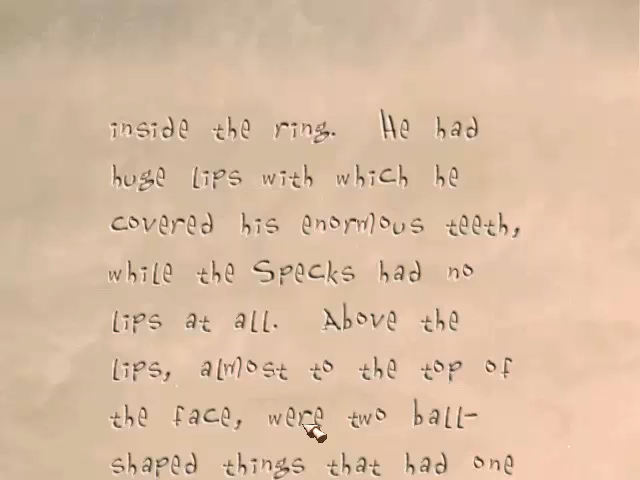 inside the ring. He had
huge lips with which he
covered his enormous teeth,
while the Specks had no
lips at all. Above the
lips, almost to the top of
the face, were two ball-
shaped things that had one